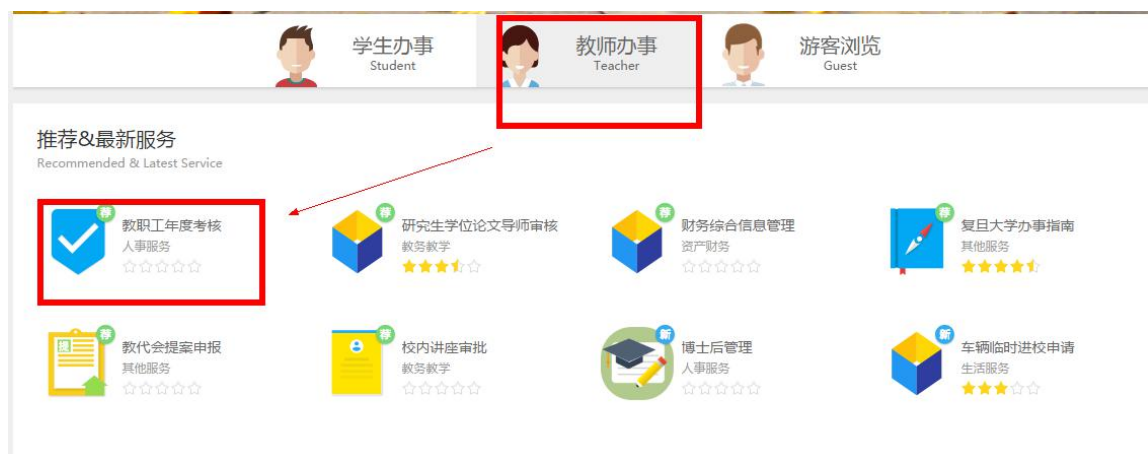 学生办事
Student
教师办事
Teacher
游客浏览
Guest
推荐&最新服务
Recommended & Latest Service
荐
教职工年度考核
人事服务
荐
研究生学位论文导师审核
教务教学
荐
财务综合信息管理
资产财务
荐
复旦大学办事指南
其他服务
荐
提
教代会提案申报
其他服务
荐
校内讲座审批
教务教学
新
博士后管理
人事服务
新
车辆临时进校申请
生活服务